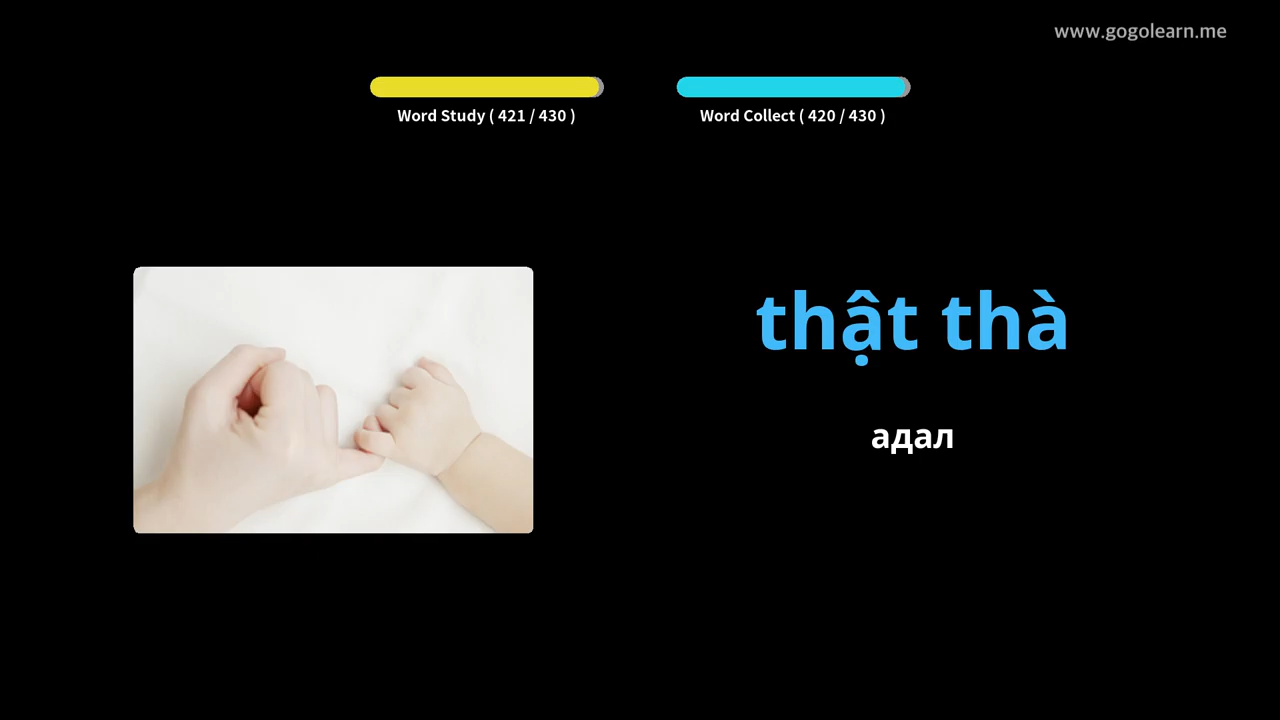 www.gogolearn.me
Word Study ( 421 / 430 )
Word Collect ( 420 / 430 )
thật thà
адал